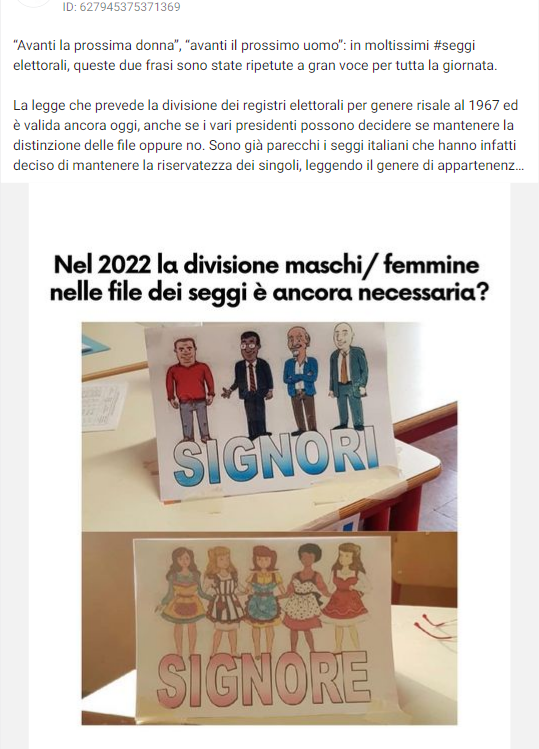 ID: 627945375371369
“Avanti la prossima donna”, “avanti il prossimo uomo”: in moltissimi #seggi
elettorali, queste due frasi sono state ripetute a gran voce per tutta la giornata.
La legge che prevede la divisione dei registri elettorali per genere risale al 1967 ed
è valida ancora oggi, anche se i vari presidenti possono decidere se mantenere la
distinzione delle file oppure no. Sono già parecchi i seggi italiani che hanno infatti
deciso di mantenere la riservatezza dei singoli, leggendo il genere di appartenenz...
Nel 2022 la divisione maschi/femmine
nelle file dei seggi è ancora necessaria?
SIGNORI
SIGNORE